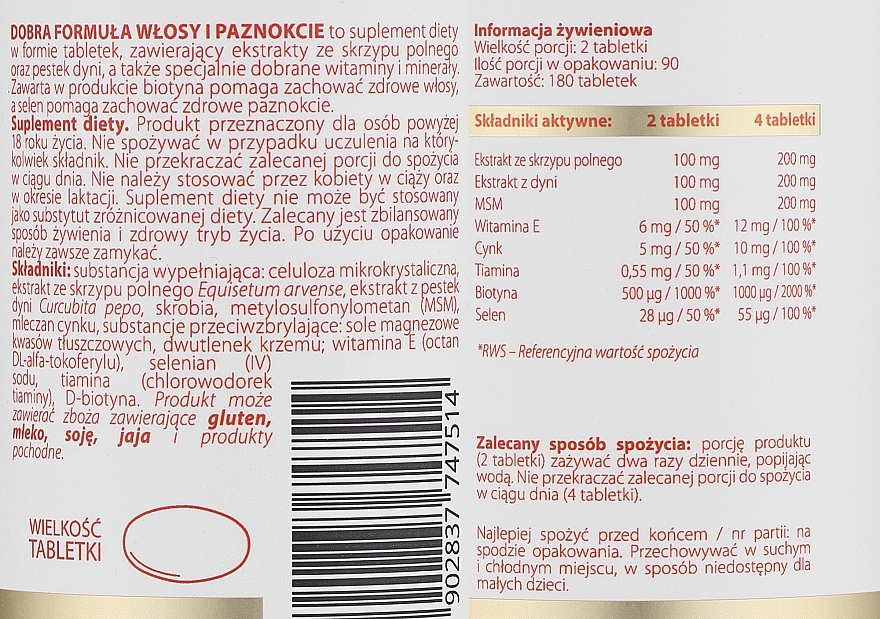 DOBRA FORMUŁA WŁOSY I PAZNOKCIE to suplement diety
w formie tabletek, zawierający ekstrakty ze skrzypu polnego
oraz pestek dyni, a także specjalnie dobrane witaminy i minerały.
Zawarta w produkcie biotyna pomaga zachować zdrowe włosy,
a selen pomaga zachować zdrowe paznokcie.
Suplement diety. Produkt przeznaczony dla osób powyżej
18 roku życia. Nie spożywać w przypadku uczulenia na który-
kolwiek składnik. Nie przekraczać zalecanej porcji do spożycia
w ciągu dnia. Nie należy stosować przez kobiety w ciąży oraz
w okresie laktacji. Suplement diety nie może być stosowany
jako substytut zróżnicowanej diety. Zalecany jest zbilansowany
sposób żywienia i zdrowy tryb życia. Po użyciu opakowanie
należy zawsze zamykać.
Składniki: substancja wypełniająca: celuloza mikrokrystaliczna,
ekstrakt ze skrzypu polnego Equisetum arvense, ekstrakt z pestek
dyni Curcubita pepo, skrobia, metylosulfonylometan (MSM),
mleczan cynku, substancje przeciwzbrylające: sole magnezowe
kwasów tłuszczowych, dwutlenek krzemu; witamina E (octan
DL-alfa-tokoferylu), selenian (IV)
sodu, tiamina (chlorowodorek
tiaminy), D-biotyna. Produkt może
zawierać zboża zawierające gluten,
mleko, soję, jaja i produkty
pochodne.
WIELKOŚĆ
TABLETKI
902837 747514
Informacja żywieniowa
Wielkość porcji: 2 tabletki
Ilość porcji w opakowaniu: 90
Zawartość: 180 tabletek
Składniki aktywne: 2 tabletki 4 tabletki
Ekstrakt ze skrzypu polnego 100 mg 200 mg
Ekstrakt z dyni 100 mg 200 mg
MSM 100 mg 200 mg
Witamina E 6 mg / 50 %* 12 mg / 100 %*
Cynk 5 mg / 50 %* 10 mg / 100 %*
Tiamina 0,55 mg / 50 %* 1,1 mg / 100 %*
Biotyna 500 µg / 1000 %* 1000 µg / 2000 %*
Selen 28 µg / 50 %* 55 µg / 100 %*
*RWS – Referencyjna wartość spożycia
Zalecany sposób spożycia: porcję produktu
(2 tabletki) zażywać dwa razy dziennie, popijając
wodą. Nie przekraczać zalecanej porcji do spożycia
w ciągu dnia (4 tabletki).
Najlepiej spożyć przed końcem / nr partii: na
spodzie opakowania. Przechowywać w suchym
i chłodnym miejscu, w sposób niedostępny dla
małych dzieci.